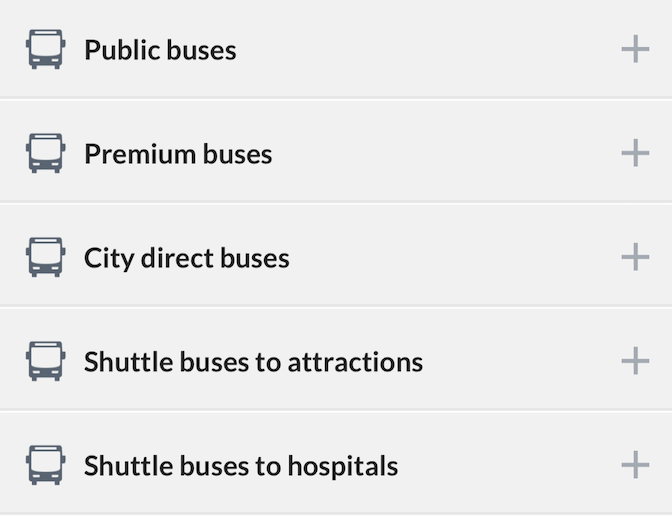 Public buses
Premium buses
City direct buses
Shuttle buses to attractions
Shuttle buses to hospitals